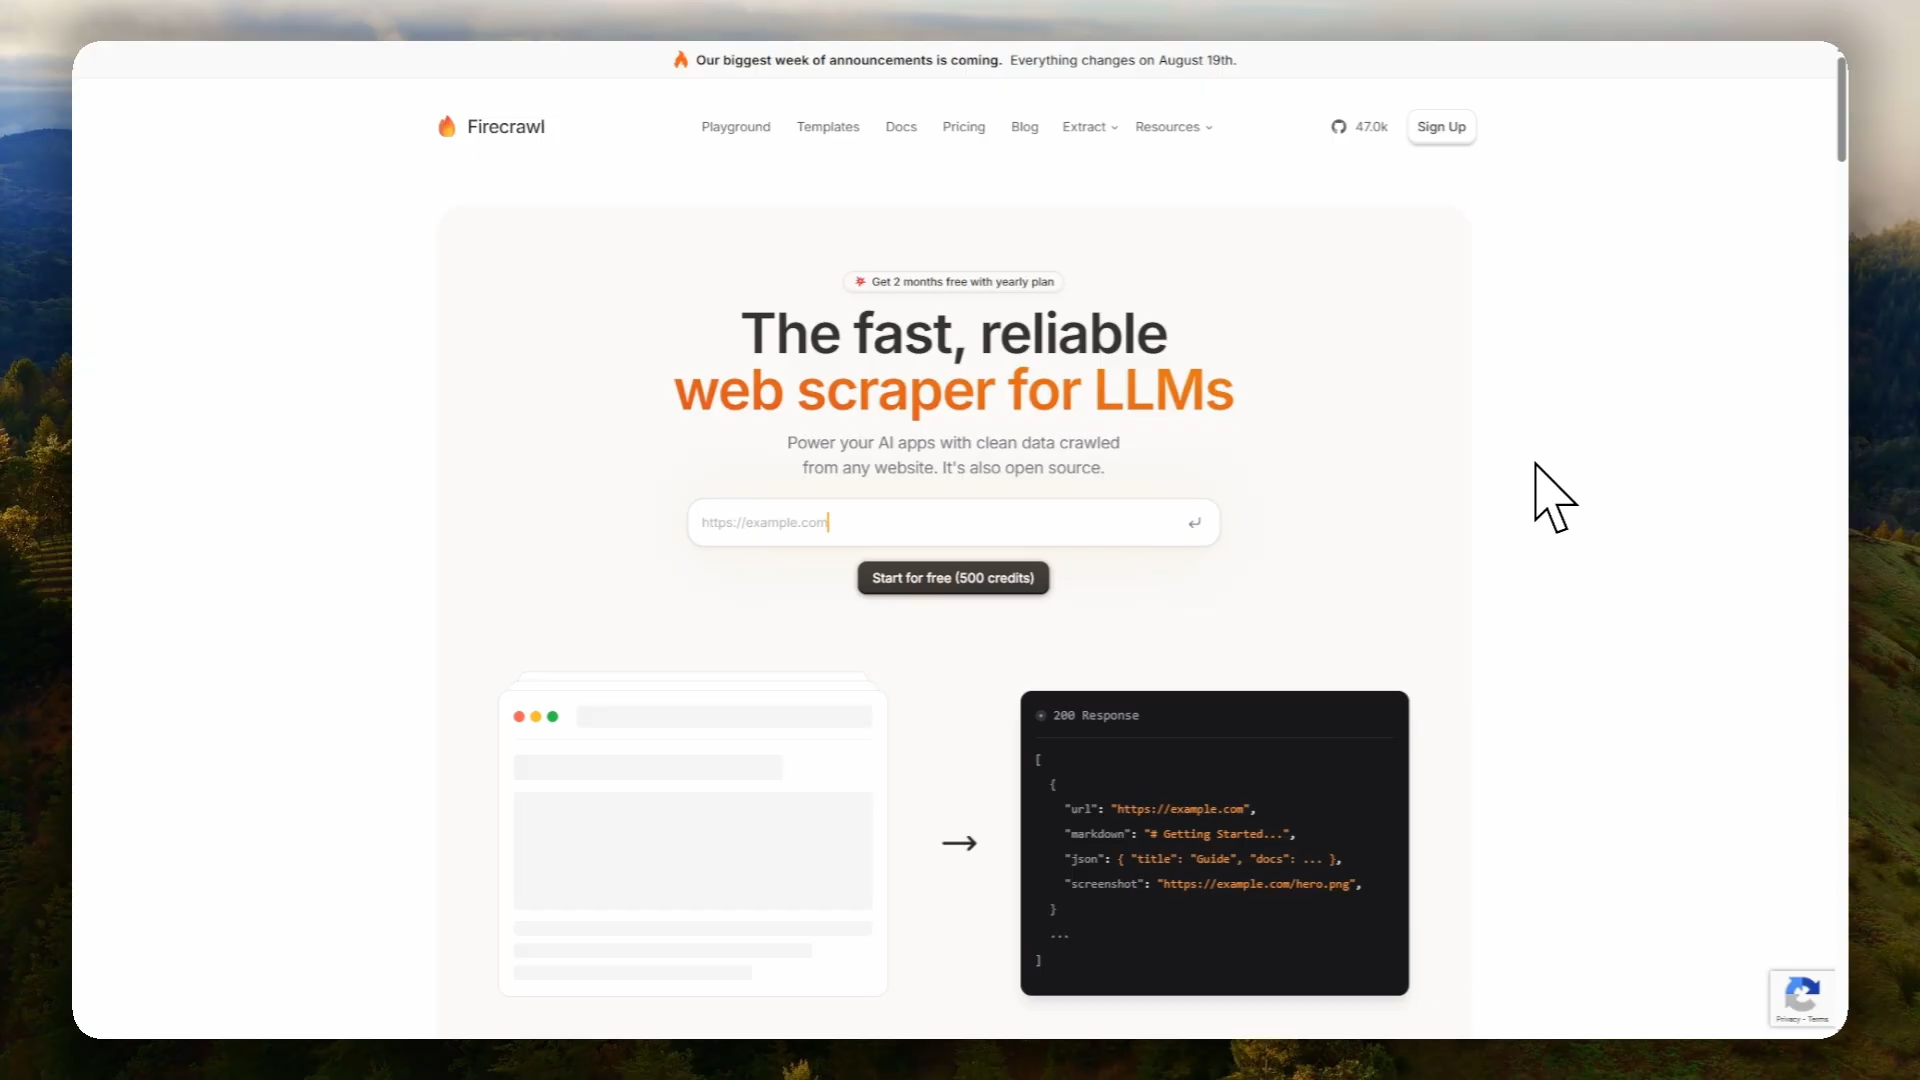 Our biggest week of announcements is coming. Everything changes on August 19th.
Firecrawl
Playground
Templates
Docs
Pricing
Blog
Extract
Resources
47.0k
Sign Up
Get 2 months free with yearly plan
The fast, reliable
web scraper for LLMs
Power your AI apps with clean data crawled
from any website. It's also open source.
https://example.com
Start for free (500 credits)
200 Response
[
{
"url": "https://example.com",
"markdown": "# Getting Started...",
"json": { "title": "Guide", "docs": ... },
"screenshot": "https://example.com/hero.png",
}
...
]
Privacy - Terms